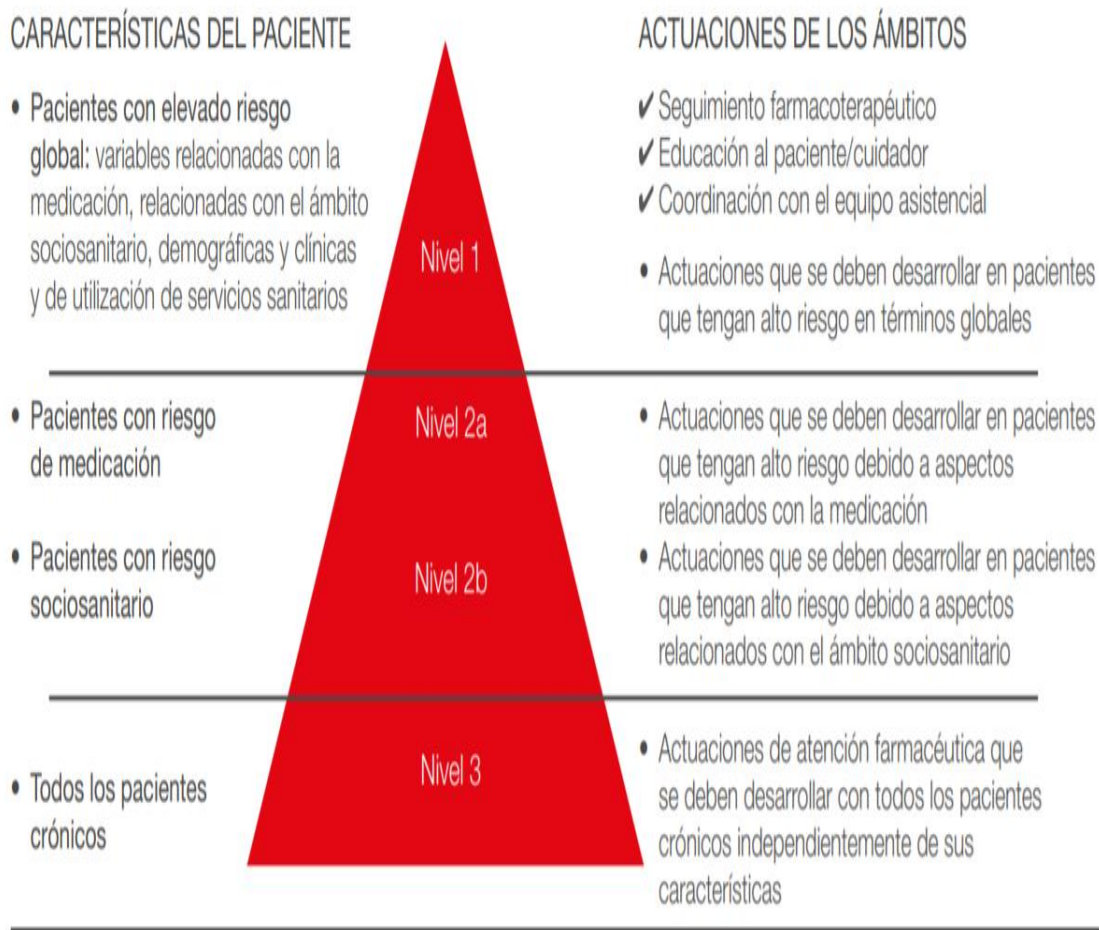 CARACTERÍSTICAS DEL PACIENTE
• Pacientes con elevado riesgo
global: variables relacionadas con la
medicación, relacionadas con el ámbito
sociosanitario, demográficas y clínicas
y de utilización de servicios sanitarios
Nivel 1
ACTUACIONES DE LOS ÁMBITOS
✔ Seguimiento farmacoterapéutico
✔ Educación al paciente/cuidador
✔ Coordinación con el equipo asistencial
• Actuaciones que se deben desarrollar en pacientes
que tengan alto riesgo en términos globales
• Pacientes con riesgo
de medicación
Nivel 2a
• Actuaciones que se deben desarrollar en pacientes
que tengan alto riesgo debido a aspectos
relacionados con la medicación
• Pacientes con riesgo
sociosanitario
Nivel 2b
• Actuaciones que se deben desarrollar en pacientes
que tengan alto riesgo debido a aspectos
relacionados con el ámbito sociosanitario
• Todos los pacientes
crónicos
Nivel 3
• Actuaciones de atención farmacéutica que
se deben desarrollar con todos los pacientes
crónicos independientemente de sus
características